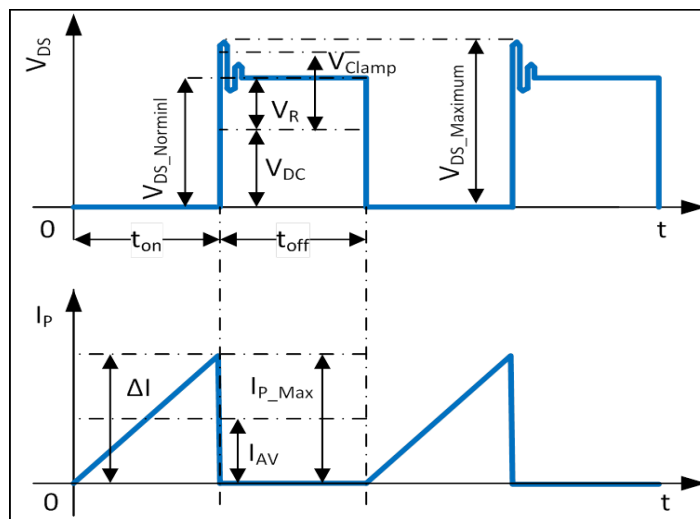 V_DS
V_DS_Norminl
V_R
V_DC
V_Clamp
V_DS_Maximum
0
t_on
t_off
t
I_P
ΔI
I_P_Max
I_AV
0
t